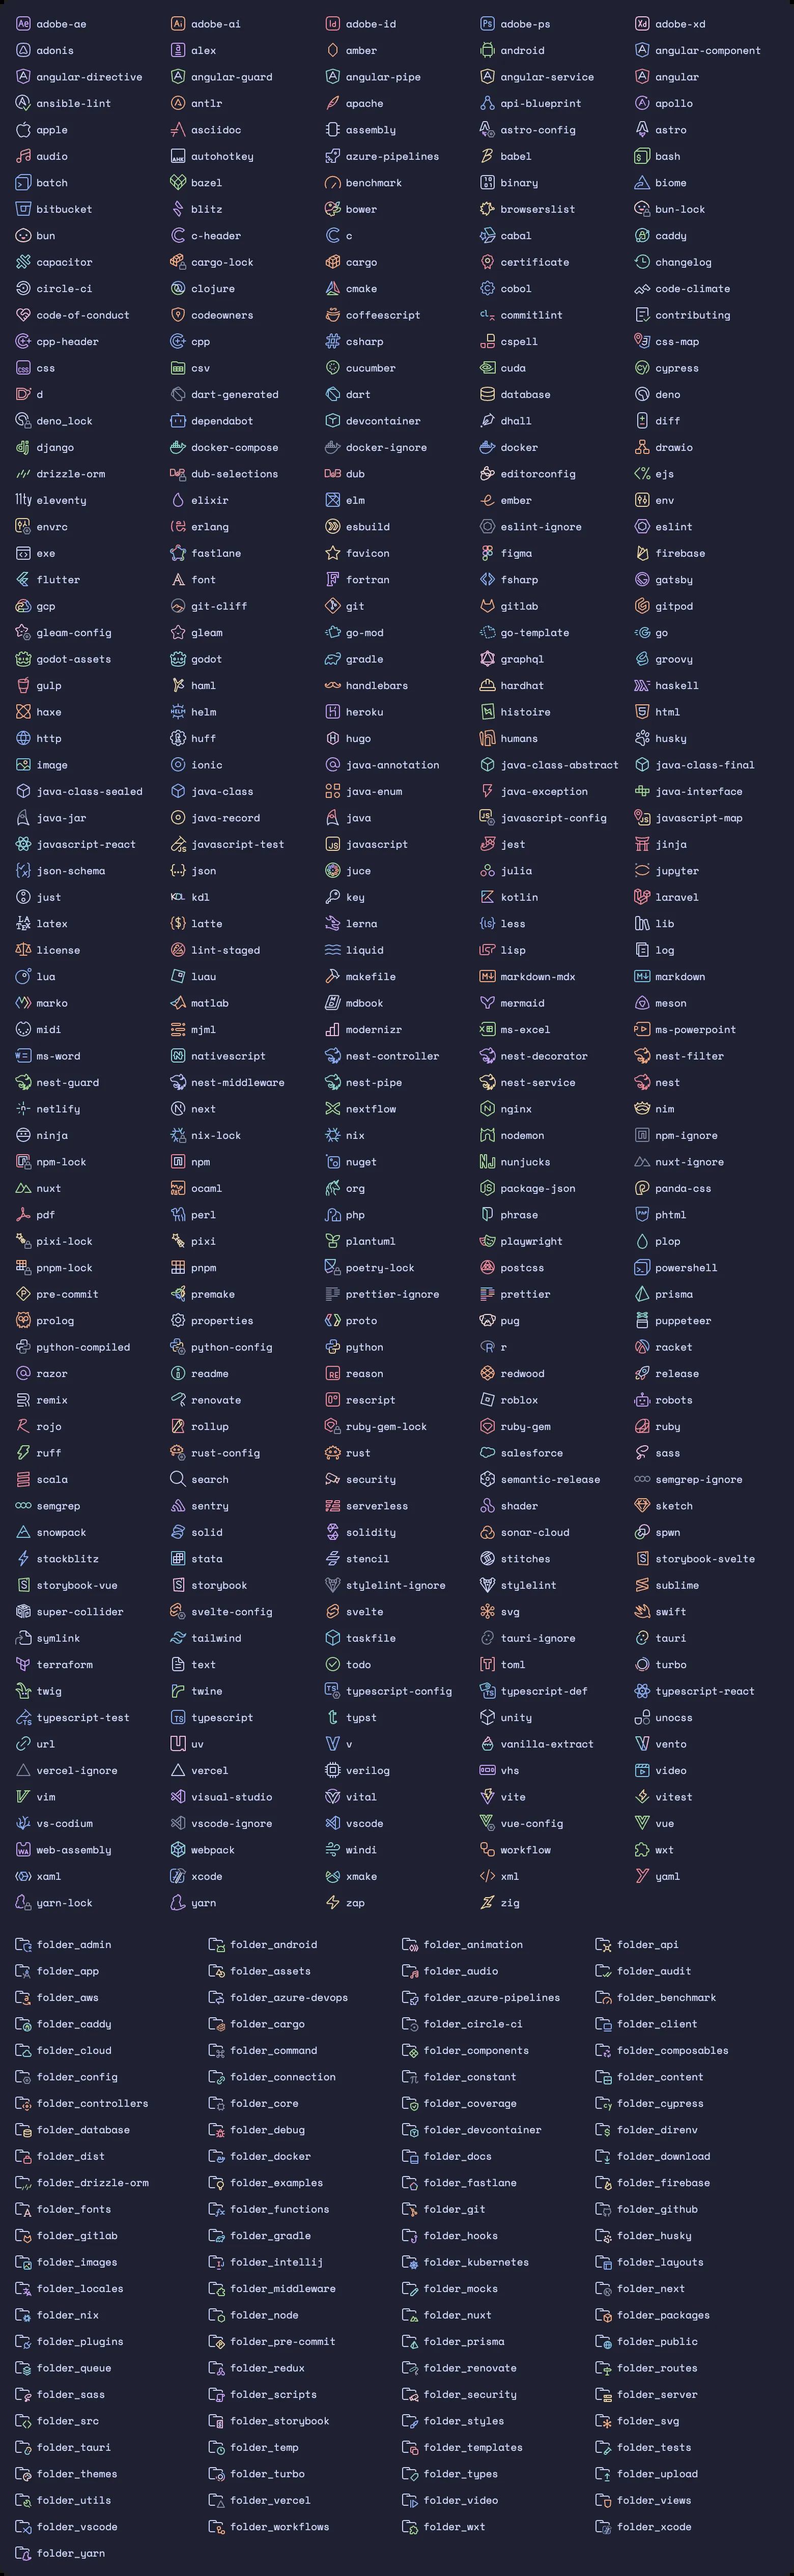 adobe-ae adobe-ai adobe-id adobe-ps adobe-xd
adonis alex amber android angular-component
angular-directive angular-guard angular-pipe angular-service angular
ansible-lint antlr apache api-blueprint apollo
apple asciidoc assembly astro-config astro
audio autohotkey azure-pipelines babel bash
batch bazel benchmark binary biome
bitbucket blitz bower browserslist bun-lock
bun c-header c cabal caddy
capacitor cargo-lock cargo certificate changelog
circle-ci clojure cmake cobol code-climate
code-of-conduct codeowners coffeescript commitlint contributing
cpp-header cpp csharp cspell css-map
css csv cucumber cuda cypress
d dart-generated dart database deno
deno_lock dependabot devcontainer dhall diff
django docker-compose docker-ignore docker drawio
drizzle-orm dub-selections dub editorconfig ejs
eleventy elixir elm ember env
envrc erlang esbuild eslint-ignore eslint
exe fastlane favicon figma firebase
flutter font fortran fsharp gatsby
gcp git-cliff git gitlab gitpod
gleam-config gleam go-mod go-template go
godot-assets godot gradle graphql groovy
gulp haml handlebars hardhat haskell
haxe helm heroku histoire html
http huff hugo humans husky
image ionic java-annotation java-class-abstract java-class-final
java-class-sealed java-class java-enum java-exception java-interface
java-jar java-record java javascript-config javascript-map
javascript-react javascript-test javascript jest jinja
json-schema json juce julia jupyter
just kdl key kotlin laravel
latex latte lerna less lib
license lint-staged liquid lisp log
lua luau makefile markdown-mdx markdown
marko matlab mdbook mermaid meson
midi mjml modernizr ms-excel ms-powerpoint
ms-word nativescript nest-controller nest-decorator nest-filter
nest-guard nest-middleware nest-pipe nest-service nest
netlify next nextflow nginx nim
ninja nix-lock nix nodemon npm-ignore
npm-lock npm nuget nunjucks nuxt-ignore
nuxt ocaml org package-json panda-css
pdf perl php phrase phtml
pixi-lock pixi plantuml playwright plop
pnpm-lock pnpm poetry-lock postcss powershell
pre-commit premake prettier-ignore prettier prisma
prolog properties proto pug puppeteer
python-compiled python-config python r racket
razor readme reason redwood release
remix renovate rescript roblox robots
rojo rollup ruby-gem-lock ruby-gem ruby
ruff rust-config rust salesforce sass
scala search security semantic-release semgrep-ignore
semgrep sentry serverless shader sketch
snowpack solid solidity sonar-cloud spwn
stackblitz stata stencil stitches storybook-svelte
storybook-vue storybook stylelint-ignore stylelint sublime
super-collider svelte-config svelte svg swift
symlink tailwind taskfile tauri-ignore tauri
terraform text todo toml turbo
twig twine typescript-config typescript-def typescript-react
typescript-test typescript typst unity unocss
url uv v vanilla-extract vento
vercel-ignore vercel verilog vhs video
vim visual-studio vital vite vitest
vs-codium vscode-ignore vscode vue-config vue
web-assembly webpack windi workflow wxt
xaml xcode xmake xml yaml
yarn-lock yarn zap zig
folder_admin folder_android folder_animation folder_api
folder_app folder_assets folder_audio folder_audit
folder_aws folder_azure-devops folder_azure-pipelines folder_benchmark
folder_caddy folder_cargo folder_circle-ci folder_client
folder_cloud folder_command folder_components folder_composables
folder_config folder_connection folder_constant folder_content
folder_controllers folder_core folder_coverage folder_cypress
folder_database folder_debug folder_devcontainer folder_direnv
folder_dist folder_docker folder_docs folder_download
folder_drizzle-orm folder_examples folder_fastlane folder_firebase
folder_fonts folder_functions folder_git folder_github
folder_gitlab folder_gradle folder_hooks folder_husky
folder_images folder_intellij folder_kubernetes folder_layouts
folder_locales folder_middleware folder_mocks folder_next
folder_nix folder_node folder_nuxt folder_packages
folder_plugins folder_pre-commit folder_prisma folder_public
folder_queue folder_redux folder_renovate folder_routes
folder_sass folder_scripts folder_security folder_server
folder_src folder_storybook folder_styles folder_svg
folder_tauri folder_temp folder_templates folder_tests
folder_themes folder_turbo folder_types folder_upload
folder_utils folder_vercel folder_video folder_views
folder_vscode folder_workflows folder_wxt folder_xcode
folder_yarn